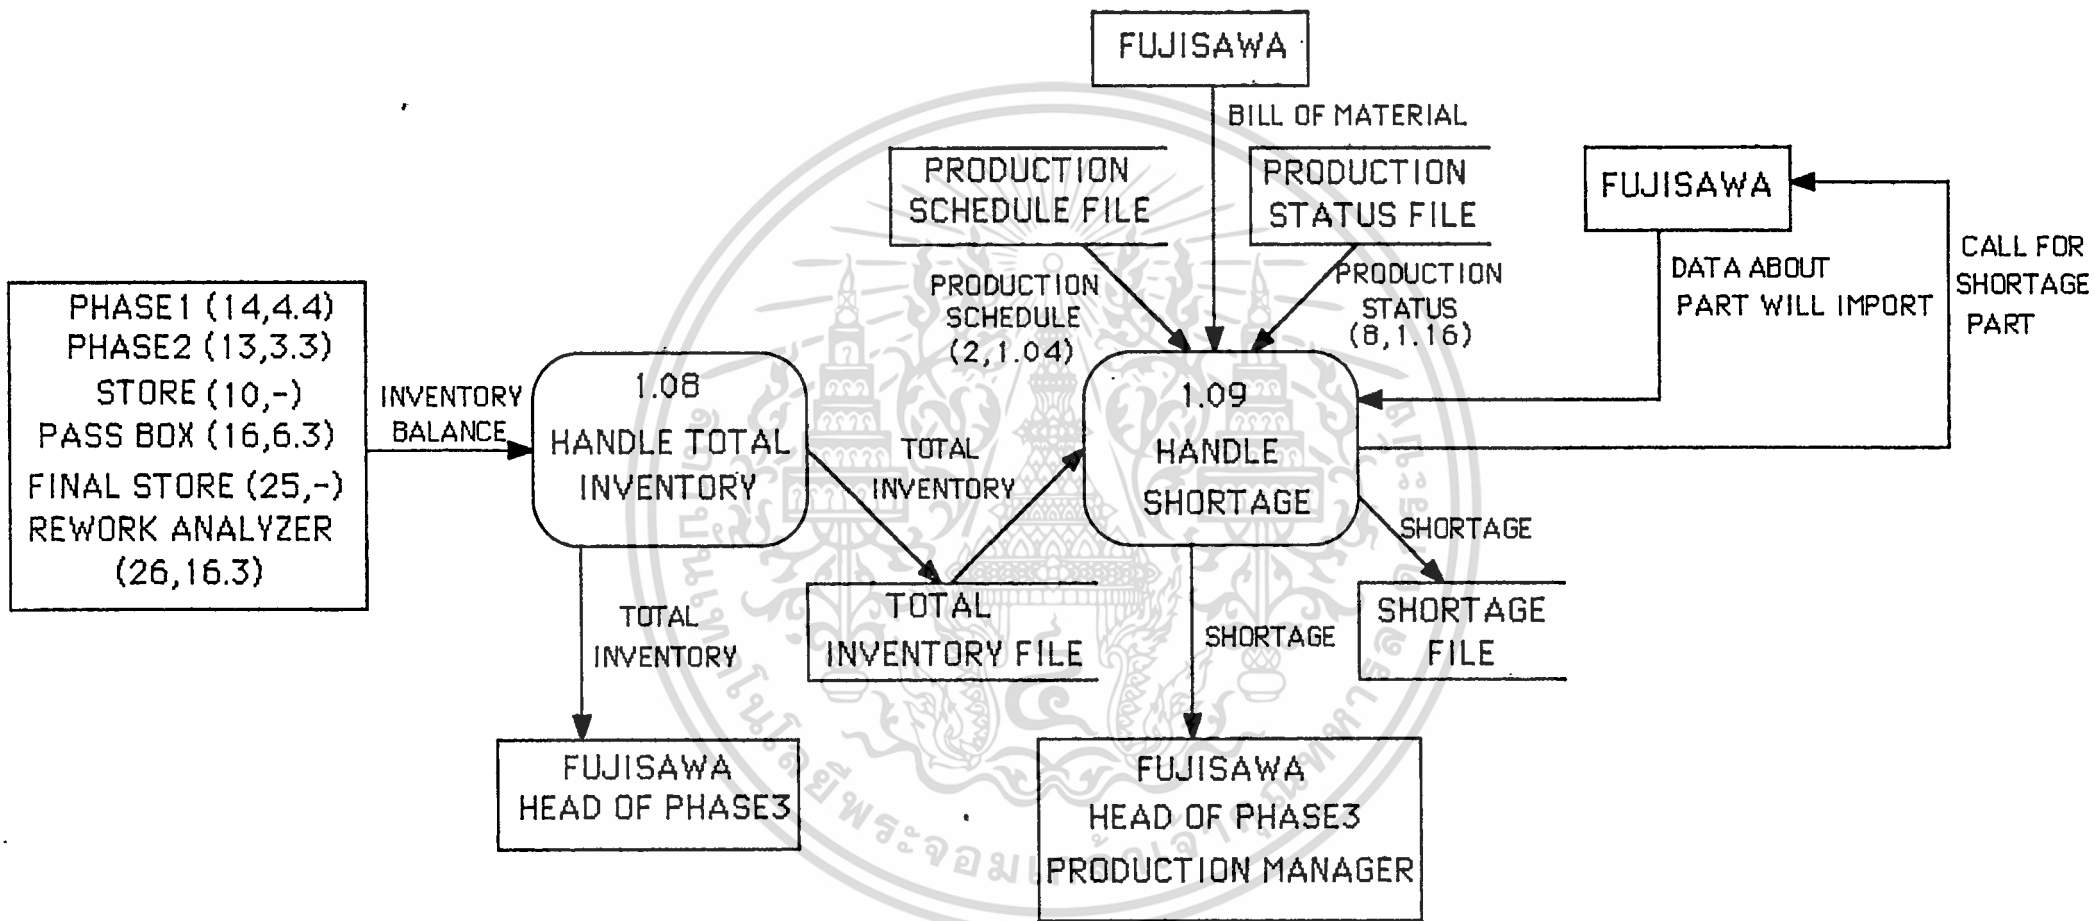 FUJISAWA
BILL OF MATERIAL
PRODUCTION
SCHEDULE FILE
PRODUCTION
STATUS FILE
FUJISAWA
CALL FOR
SHORTAGE
PART
DATA ABOUT
PART WILL IMPORT
PRODUCTION
SCHEDULE
(2,1.04)
PRODUCTION
STATUS
(8,1.16)
PHASE1 (14,4.4)
PHASE2 (13,3.3)
STORE (10,-)
PASS BOX (16,6.3)
FINAL STORE (25,-)
REWORK ANALYZER
(26,16.3)
INVENTORY
BALANCE
1.08
HANDLE TOTAL
INVENTORY
TOTAL
INVENTORY
1.09
HANDLE
SHORTAGE
SHORTAGE
TOTAL
INVENTORY
TOTAL
INVENTORY FILE
SHORTAGE
SHORTAGE
FILE
FUJISAWA
HEAD OF PHASE3
FUJISAWA
HEAD OF PHASE3
PRODUCTION MANAGER